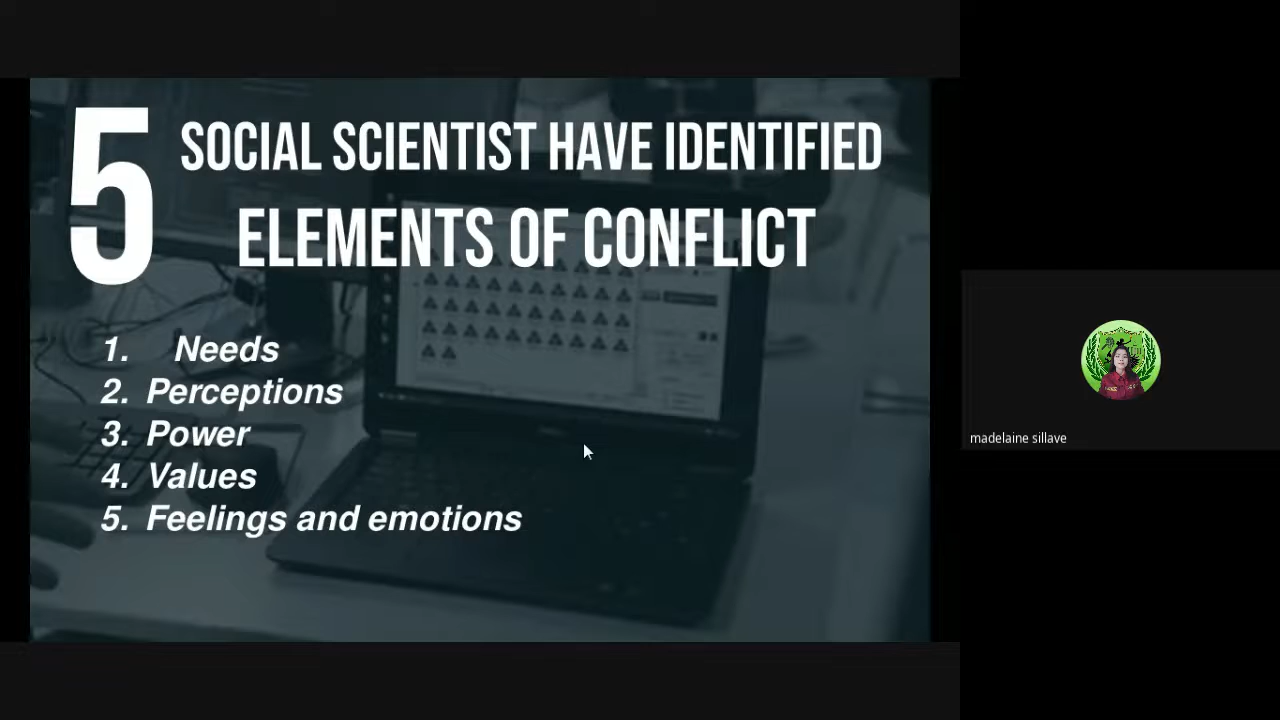 5
SOCIAL SCIENTIST HAVE IDENTIFIED
ELEMENTS OF CONFLICT
1. Needs
2. Perceptions
3. Power
4. Values
5. Feelings and emotions
madelaine sillave